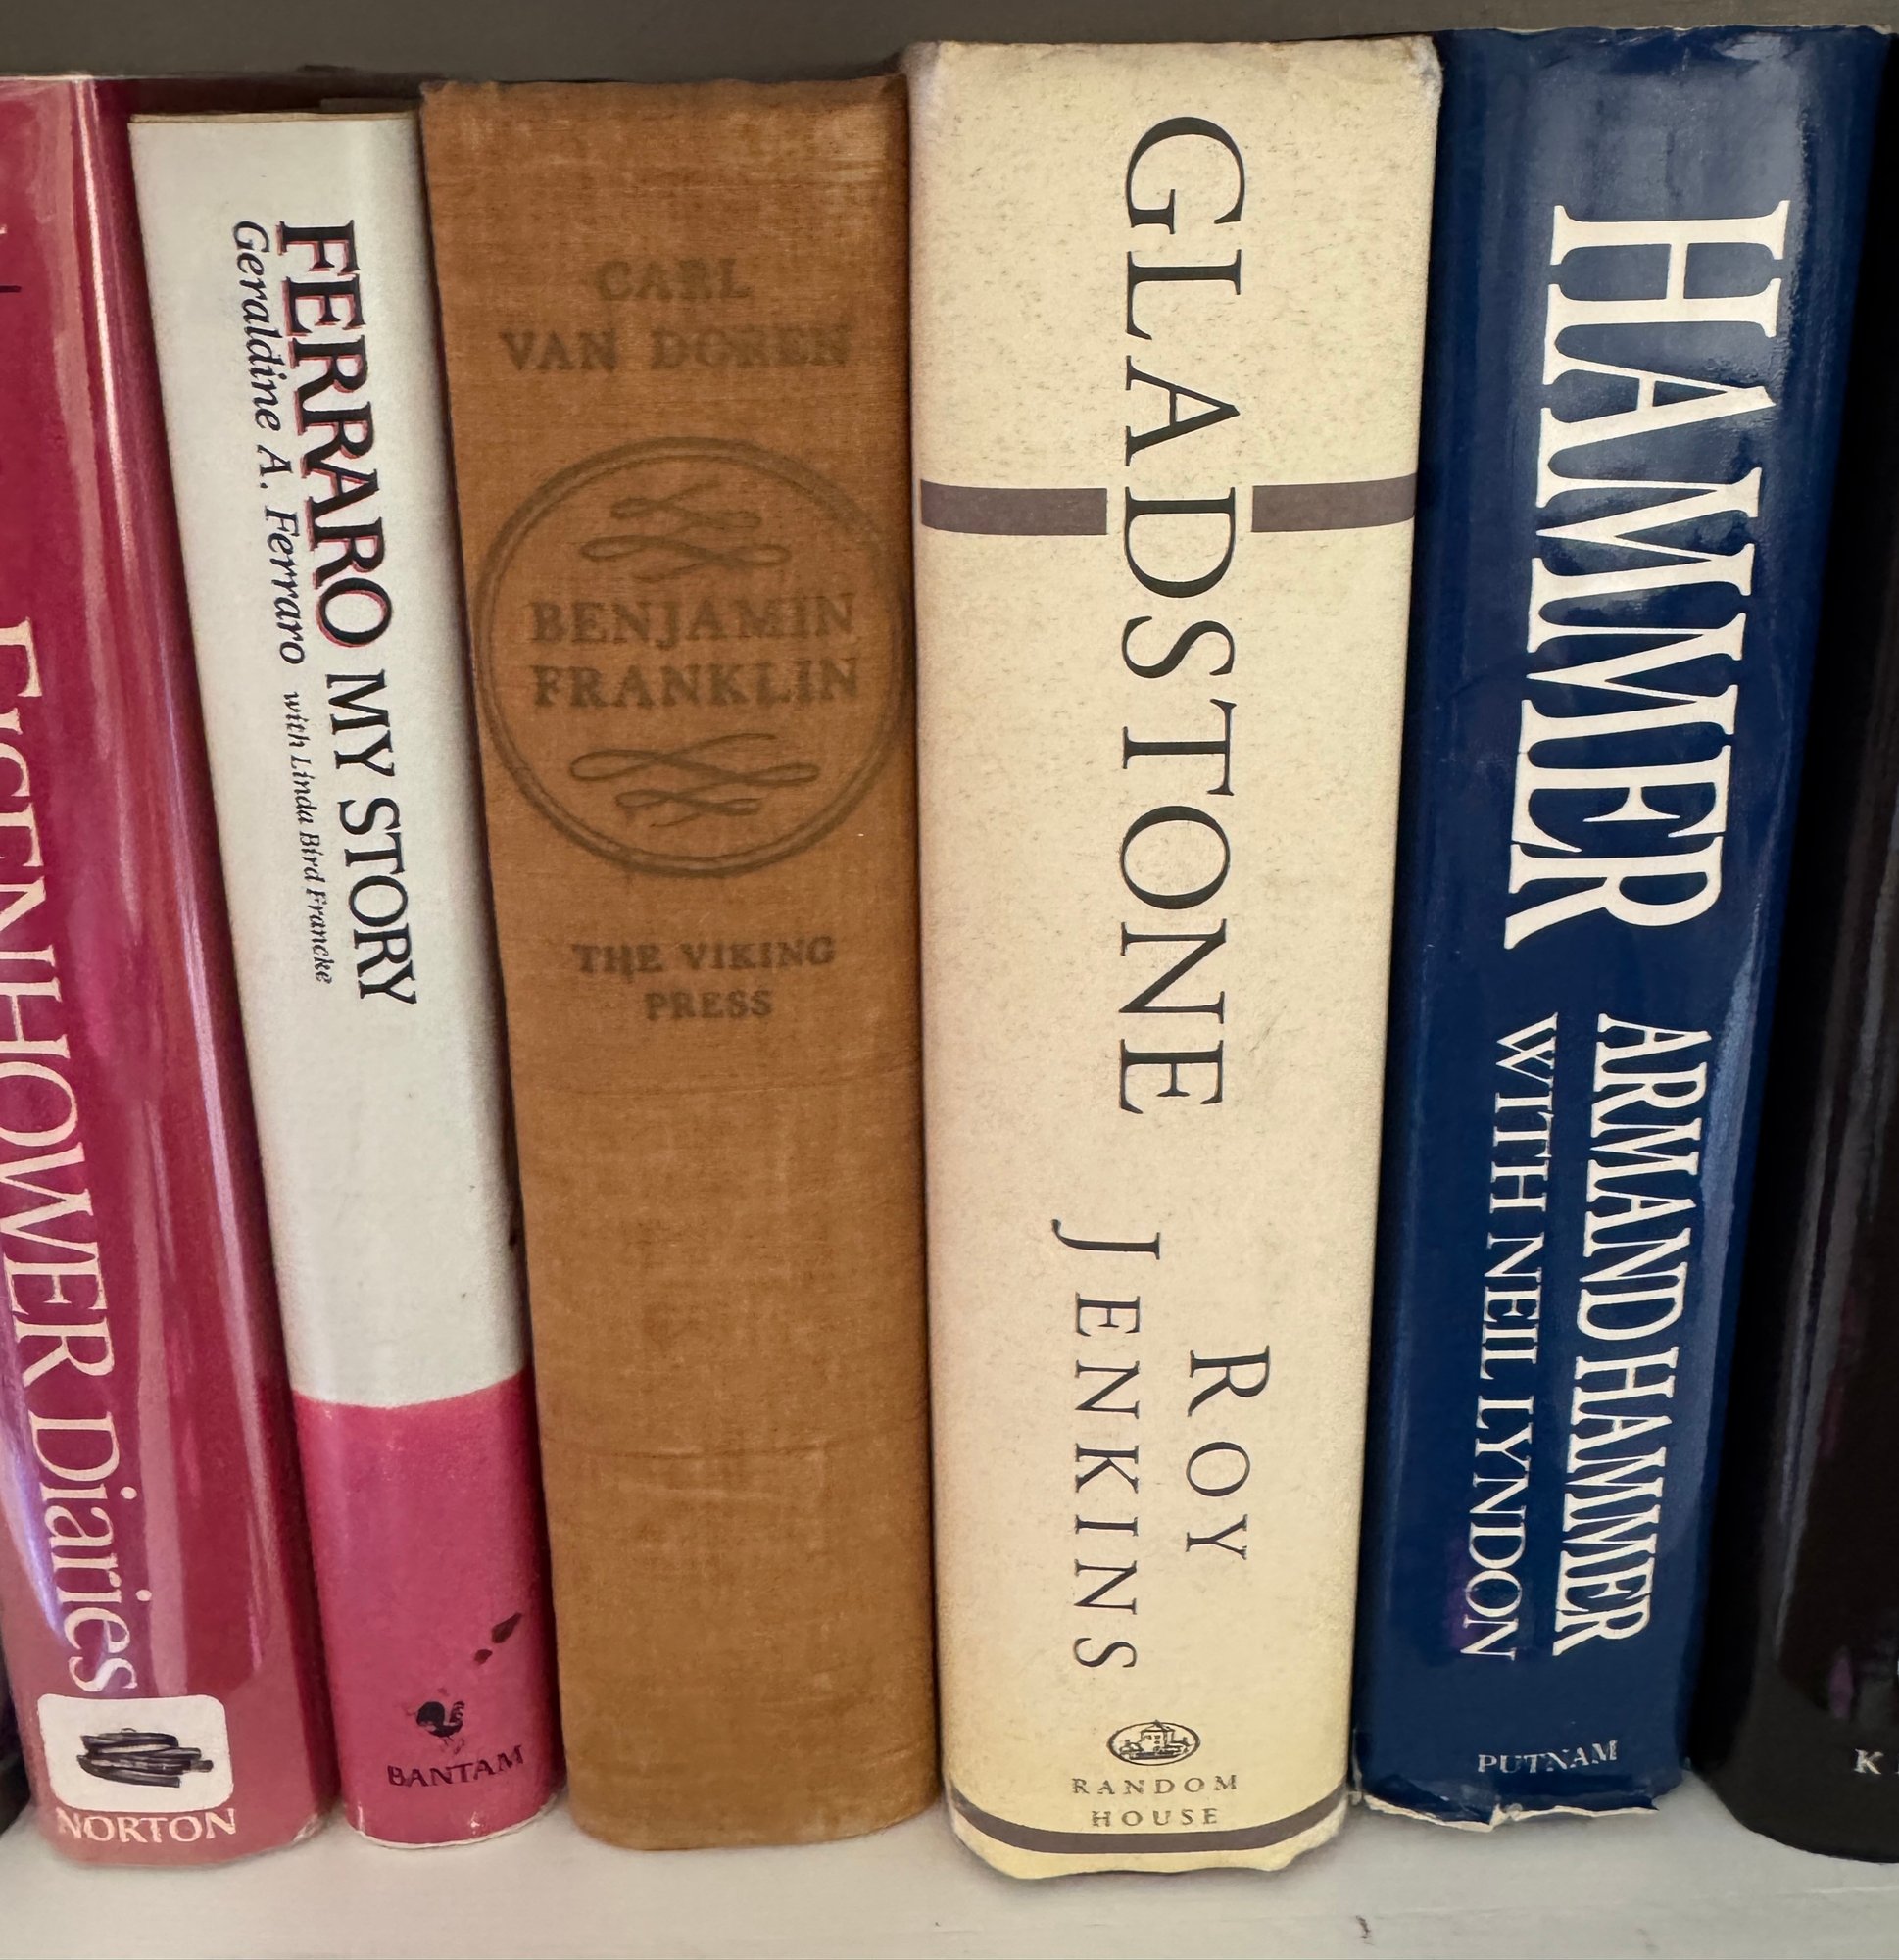 EISENHOWER Diaries
NORTON
FERRARO MY STORY
Geraldine A. Ferraro with Linda Bird Francke
BANTAM
CARL
VAN DOREN
BENJAMIN
FRANKLIN
THE VIKING
PRESS
GLADSTONE
ROY
JENKINS
RANDOM
HOUSE
HAMMER
ARMAND HAMMER
WITH NEIL LYNDON
PUTNAM
K